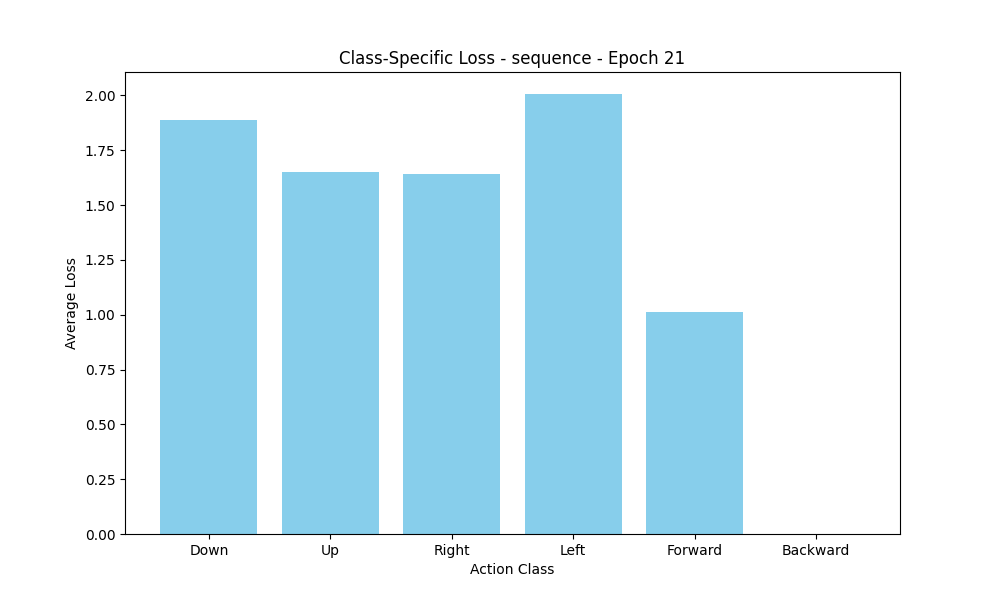 Class-Specific Loss - sequence - Epoch 21
2.00
1.75
1.50
1.25
1.00
0.75
0.50
0.25
0.00
Average Loss
Down Up Right Left Forward Backward
Action Class